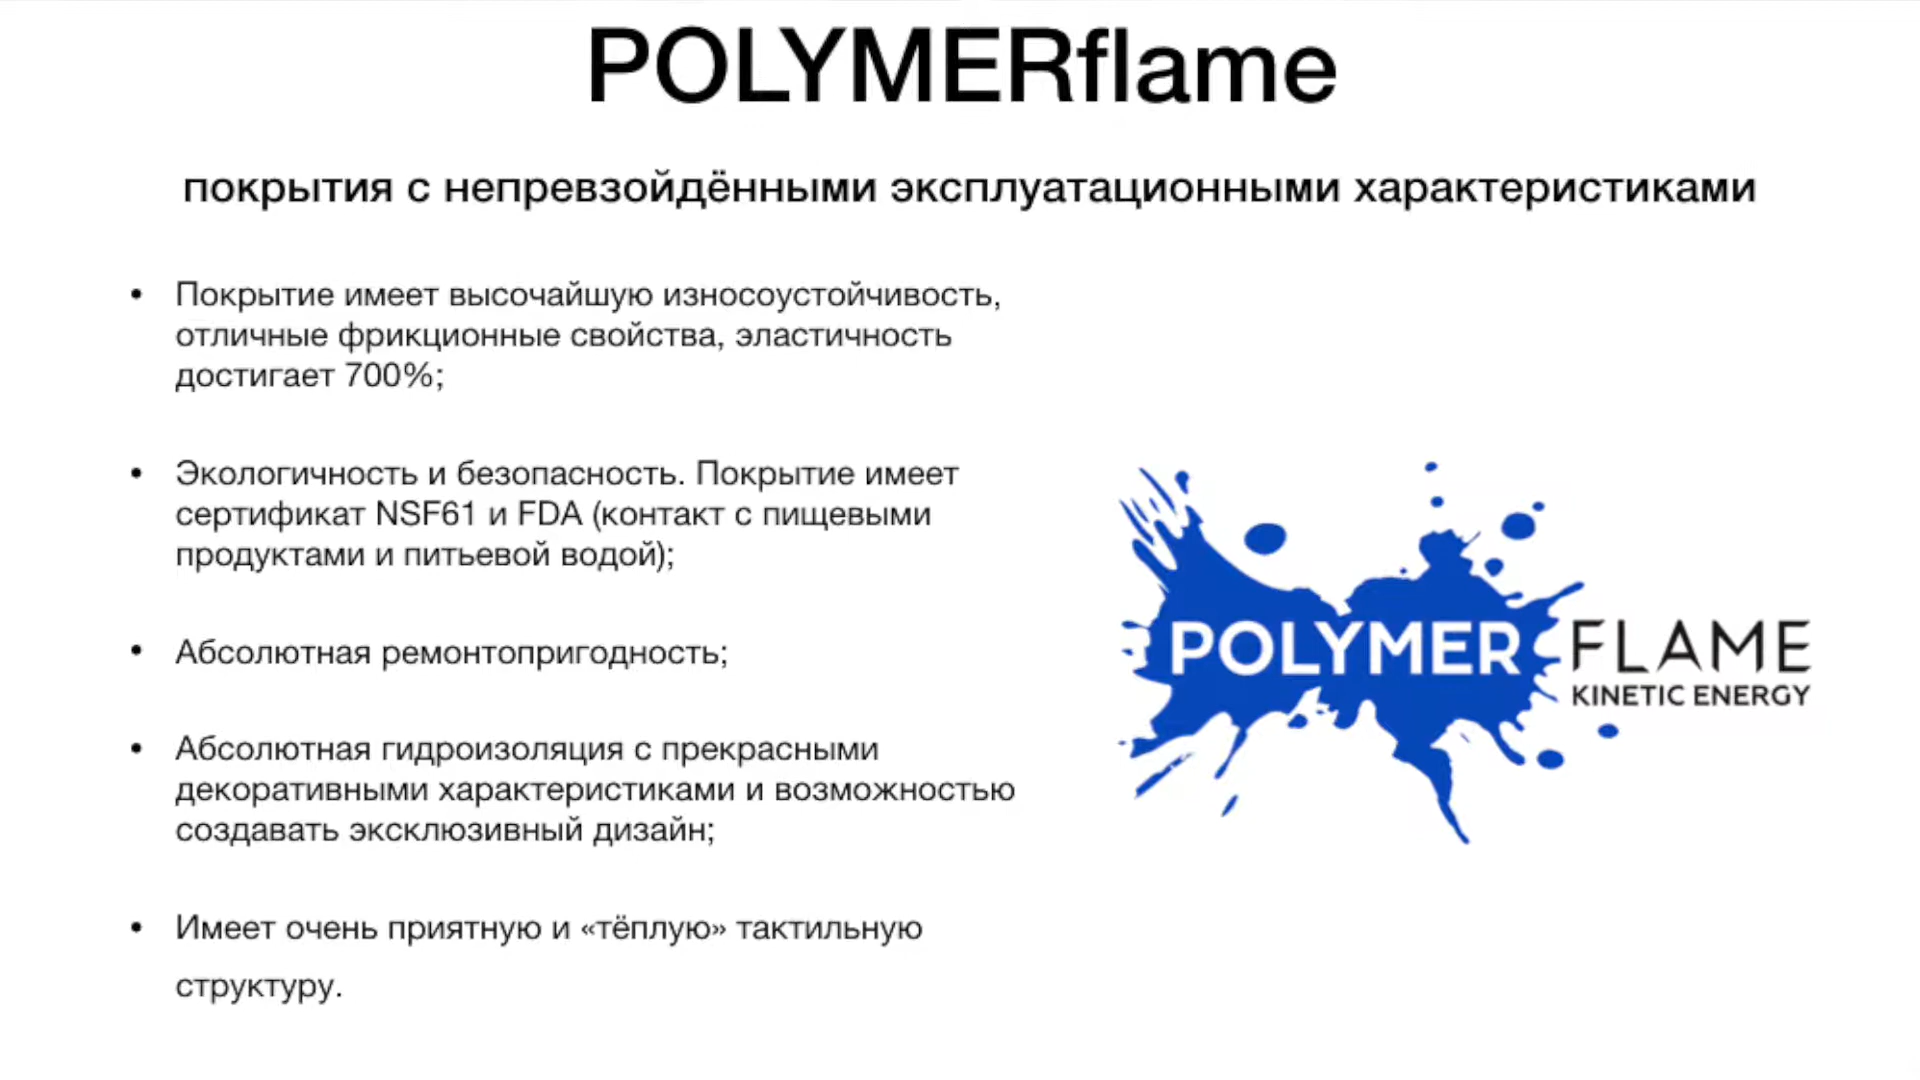 POLYMERflame
покрытия с непревзойдёнными эксплуатационными характеристиками
• Покрытие имеет высочайшую износоустойчивость,
отличные фрикционные свойства, эластичность
достигает 700%;
• Экологичность и безопасность. Покрытие имеет
сертификат NSF61 и FDA (контакт с пищевыми
продуктами и питьевой водой);
• Абсолютная ремонтопригодность;
• Абсолютная гидроизоляция с прекрасными
декоративными характеристиками и возможностью
создавать эксклюзивный дизайн;
• Имеет очень приятную и «тёплую» тактильную
структуру.
POLYMER FLAME
KINETIC ENERGY